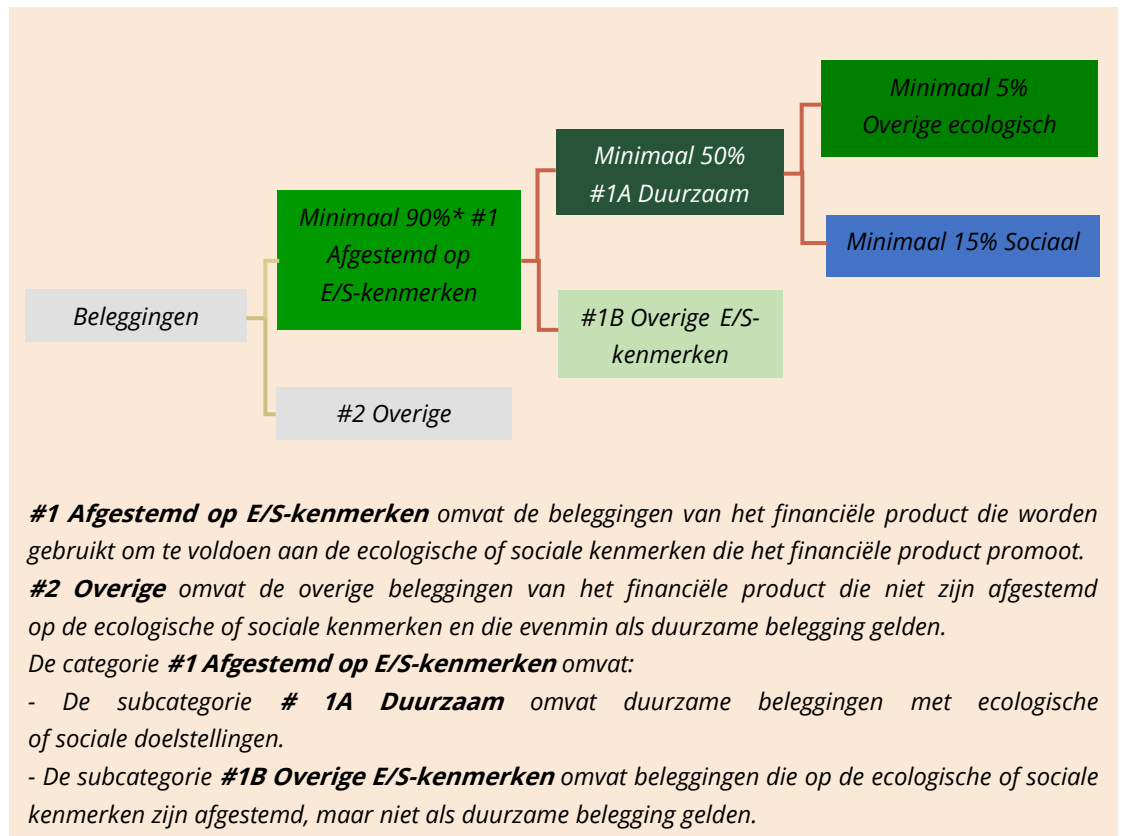 Minimaal 5%
Overige ecologisch
Minimaal 50%
#1A Duurzaam
Minimaal 90%* #1
Afgestemd op
E/S-kenmerken
Minimaal 15% Sociaal
Beleggingen
#1B Overige E/S-
kenmerken
#2 Overige
#1 Afgestemd op E/S-kenmerken omvat de beleggingen van het financiële product die worden
gebruikt om te voldoen aan de ecologische of sociale kenmerken die het financiële product promoot.
#2 Overige omvat de overige beleggingen van het financiële product die niet zijn afgestemd
op de ecologische of sociale kenmerken en die evenmin als duurzame belegging gelden.
De categorie #1 Afgestemd op E/S-kenmerken omvat:
- De subcategorie # 1A Duurzaam omvat duurzame beleggingen met ecologische
of sociale doelstellingen.
- De subcategorie #1B Overige E/S-kenmerken omvat beleggingen die op de ecologische of sociale
kenmerken zijn afgestemd, maar niet als duurzame belegging gelden.